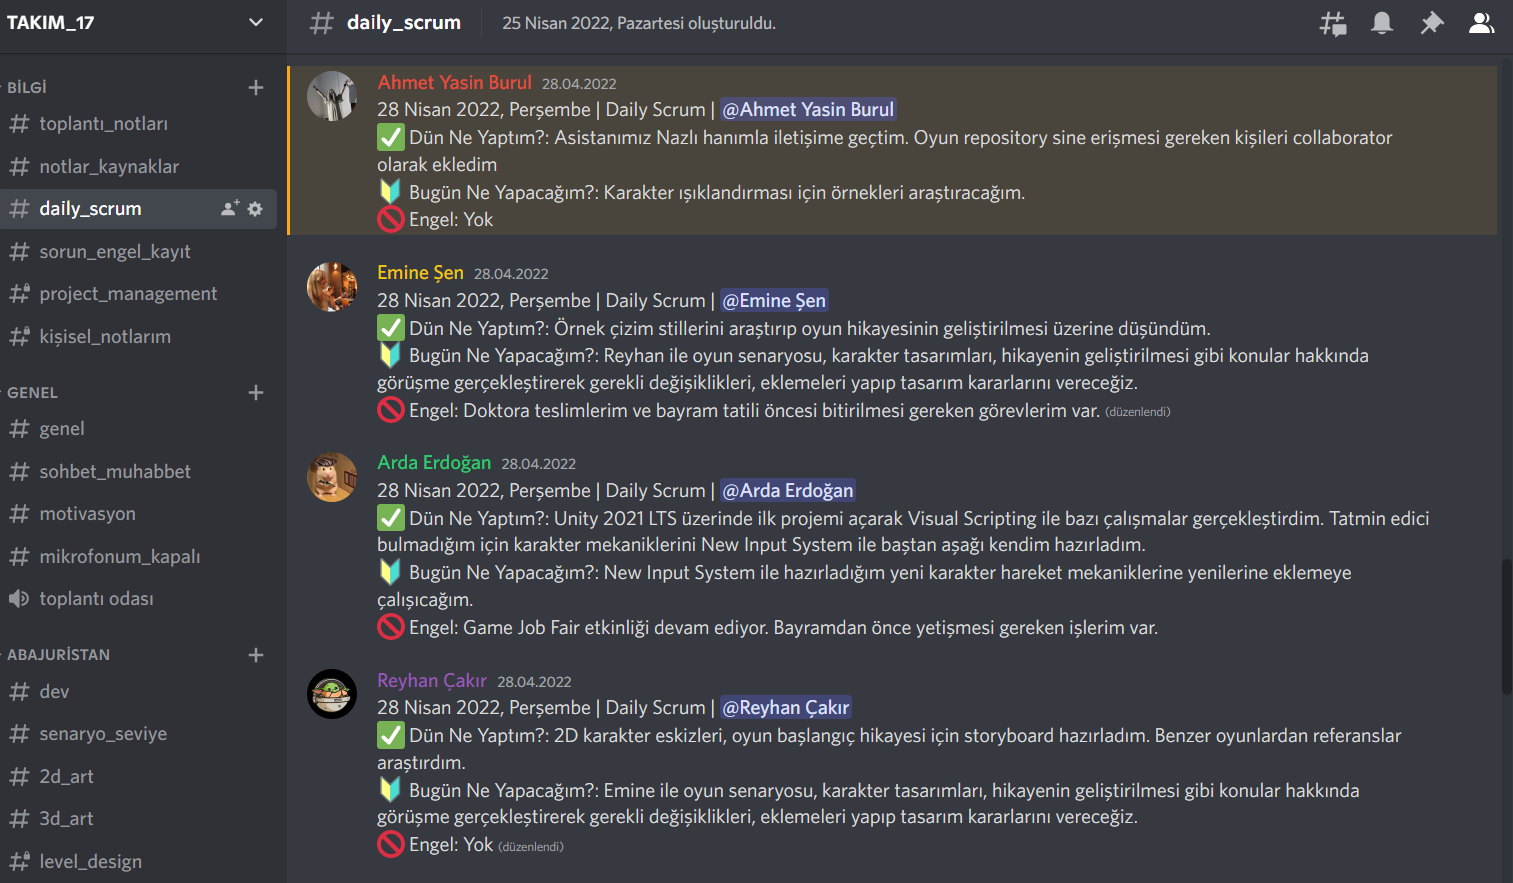 TAKIM_17
BİLGİ
toplantı_notları
notlar_kaynaklar
daily_scrum
sorun_engel_kayıt
project_management
kişisel_notlarım
GENEL
genel
sohbet_muhabbet
motivasyon
mikrofonum_kapalı
toplantı odası
ABAJURİSTAN
dev
senaryo_seviye
2d_art
3d_art
level_design
daily_scrum 25 Nisan 2022, Pazartesi oluşturuldu.
Ahmet Yasin Burul 28.04.2022
28 Nisan 2022, Perşembe | Daily Scrum | @Ahmet Yasin Burul
✅ Dün Ne Yaptım?: Asistanımız Nazlı hanımla iletişime geçtim. Oyun repository sine erişmesi gereken kişileri collaborator
olarak ekledim
🔰 Bugün Ne Yapacağım?: Karakter ışıklandırması için örnekleri araştıracağım.
🚫 Engel: Yok
Emine Şen 28.04.2022
28 Nisan 2022, Perşembe | Daily Scrum | @Emine Şen
✅ Dün Ne Yaptım?: Örnek çizim stillerini araştırıp oyun hikayesinin geliştirilmesi üzerine düşündüm.
🔰 Bugün Ne Yapacağım?: Reyhan ile oyun senaryosu, karakter tasarımları, hikayenin geliştirilmesi gibi konular hakkında
görüşme gerçekleştirerek gerekli değişiklikleri, eklemeleri yapıp tasarım kararlarını vereceğiz.
🚫 Engel: Doktora teslimlerim ve bayram tatili öncesi bitirilmesi gereken görevlerim var. (düzenlendi)
Arda Erdoğan 28.04.2022
28 Nisan 2022, Perşembe | Daily Scrum | @Arda Erdoğan
✅ Dün Ne Yaptım?: Unity 2021 LTS üzerinde ilk projemi açarak Visual Scripting ile bazı çalışmalar gerçekleştirdim. Tatmin edici
bulmadığım için karakter mekaniklerini New Input System ile baştan aşağı kendim hazırladım.
🔰 Bugün Ne Yapacağım?: New Input System ile hazırladığım yeni karakter hareket mekaniklerine yenilerine eklemeye
çalışıcağım.
🚫 Engel: Game Job Fair etkinliği devam ediyor. Bayramdan önce yetişmesi gereken işlerim var.
Reyhan Çakır 28.04.2022
28 Nisan 2022, Perşembe | Daily Scrum | @Reyhan Çakır
✅ Dün Ne Yaptım?: 2D karakter eskizleri, oyun başlangıç hikayesi için storyboard hazırladım. Benzer oyunlardan referanslar
araştırdım.
🔰 Bugün Ne Yapacağım?: Emine ile oyun senaryosu, karakter tasarımları, hikayenin geliştirilmesi gibi konular hakkında
görüşme gerçekleştirerek gerekli değişiklikleri, eklemeleri yapıp tasarım kararlarını vereceğiz.
🚫 Engel: Yok (düzenlendi)